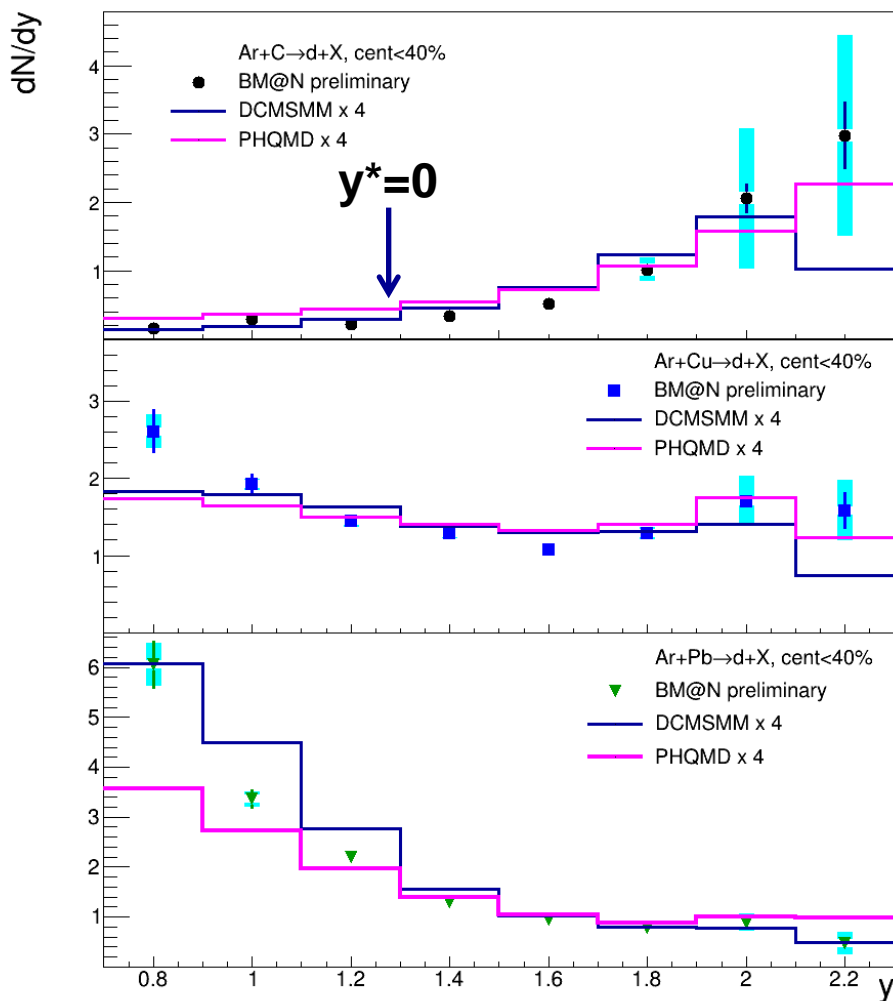 dN/dy
Ar+C→d+X, cent<40%
BM@N preliminary
DCMSMM x 4
PHQMD x 4
y*=0
4
3
2
1
Ar+Cu→d+X, cent<40%
BM@N preliminary
DCMSMM x 4
PHQMD x 4
3
2
1
Ar+Pb→d+X, cent<40%
BM@N preliminary
DCMSMM x 4
PHQMD x 4
6
5
4
3
2
1
0.8 1 1.2 1.4 1.6 1.8 2 2.2 y